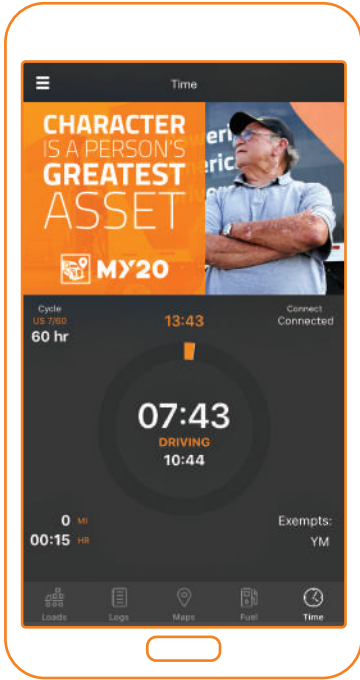 Time
CHARACTER
IS A PERSON'S
GREATEST
ASSET
MY20
Cycle
US 7/60
60 hr
13:43
Connect
Connected
07:43
DRIVING
10:44
0 MI
00:15 HR
Exempts:
YM
Loads
Logs
Maps
Fuel
Time